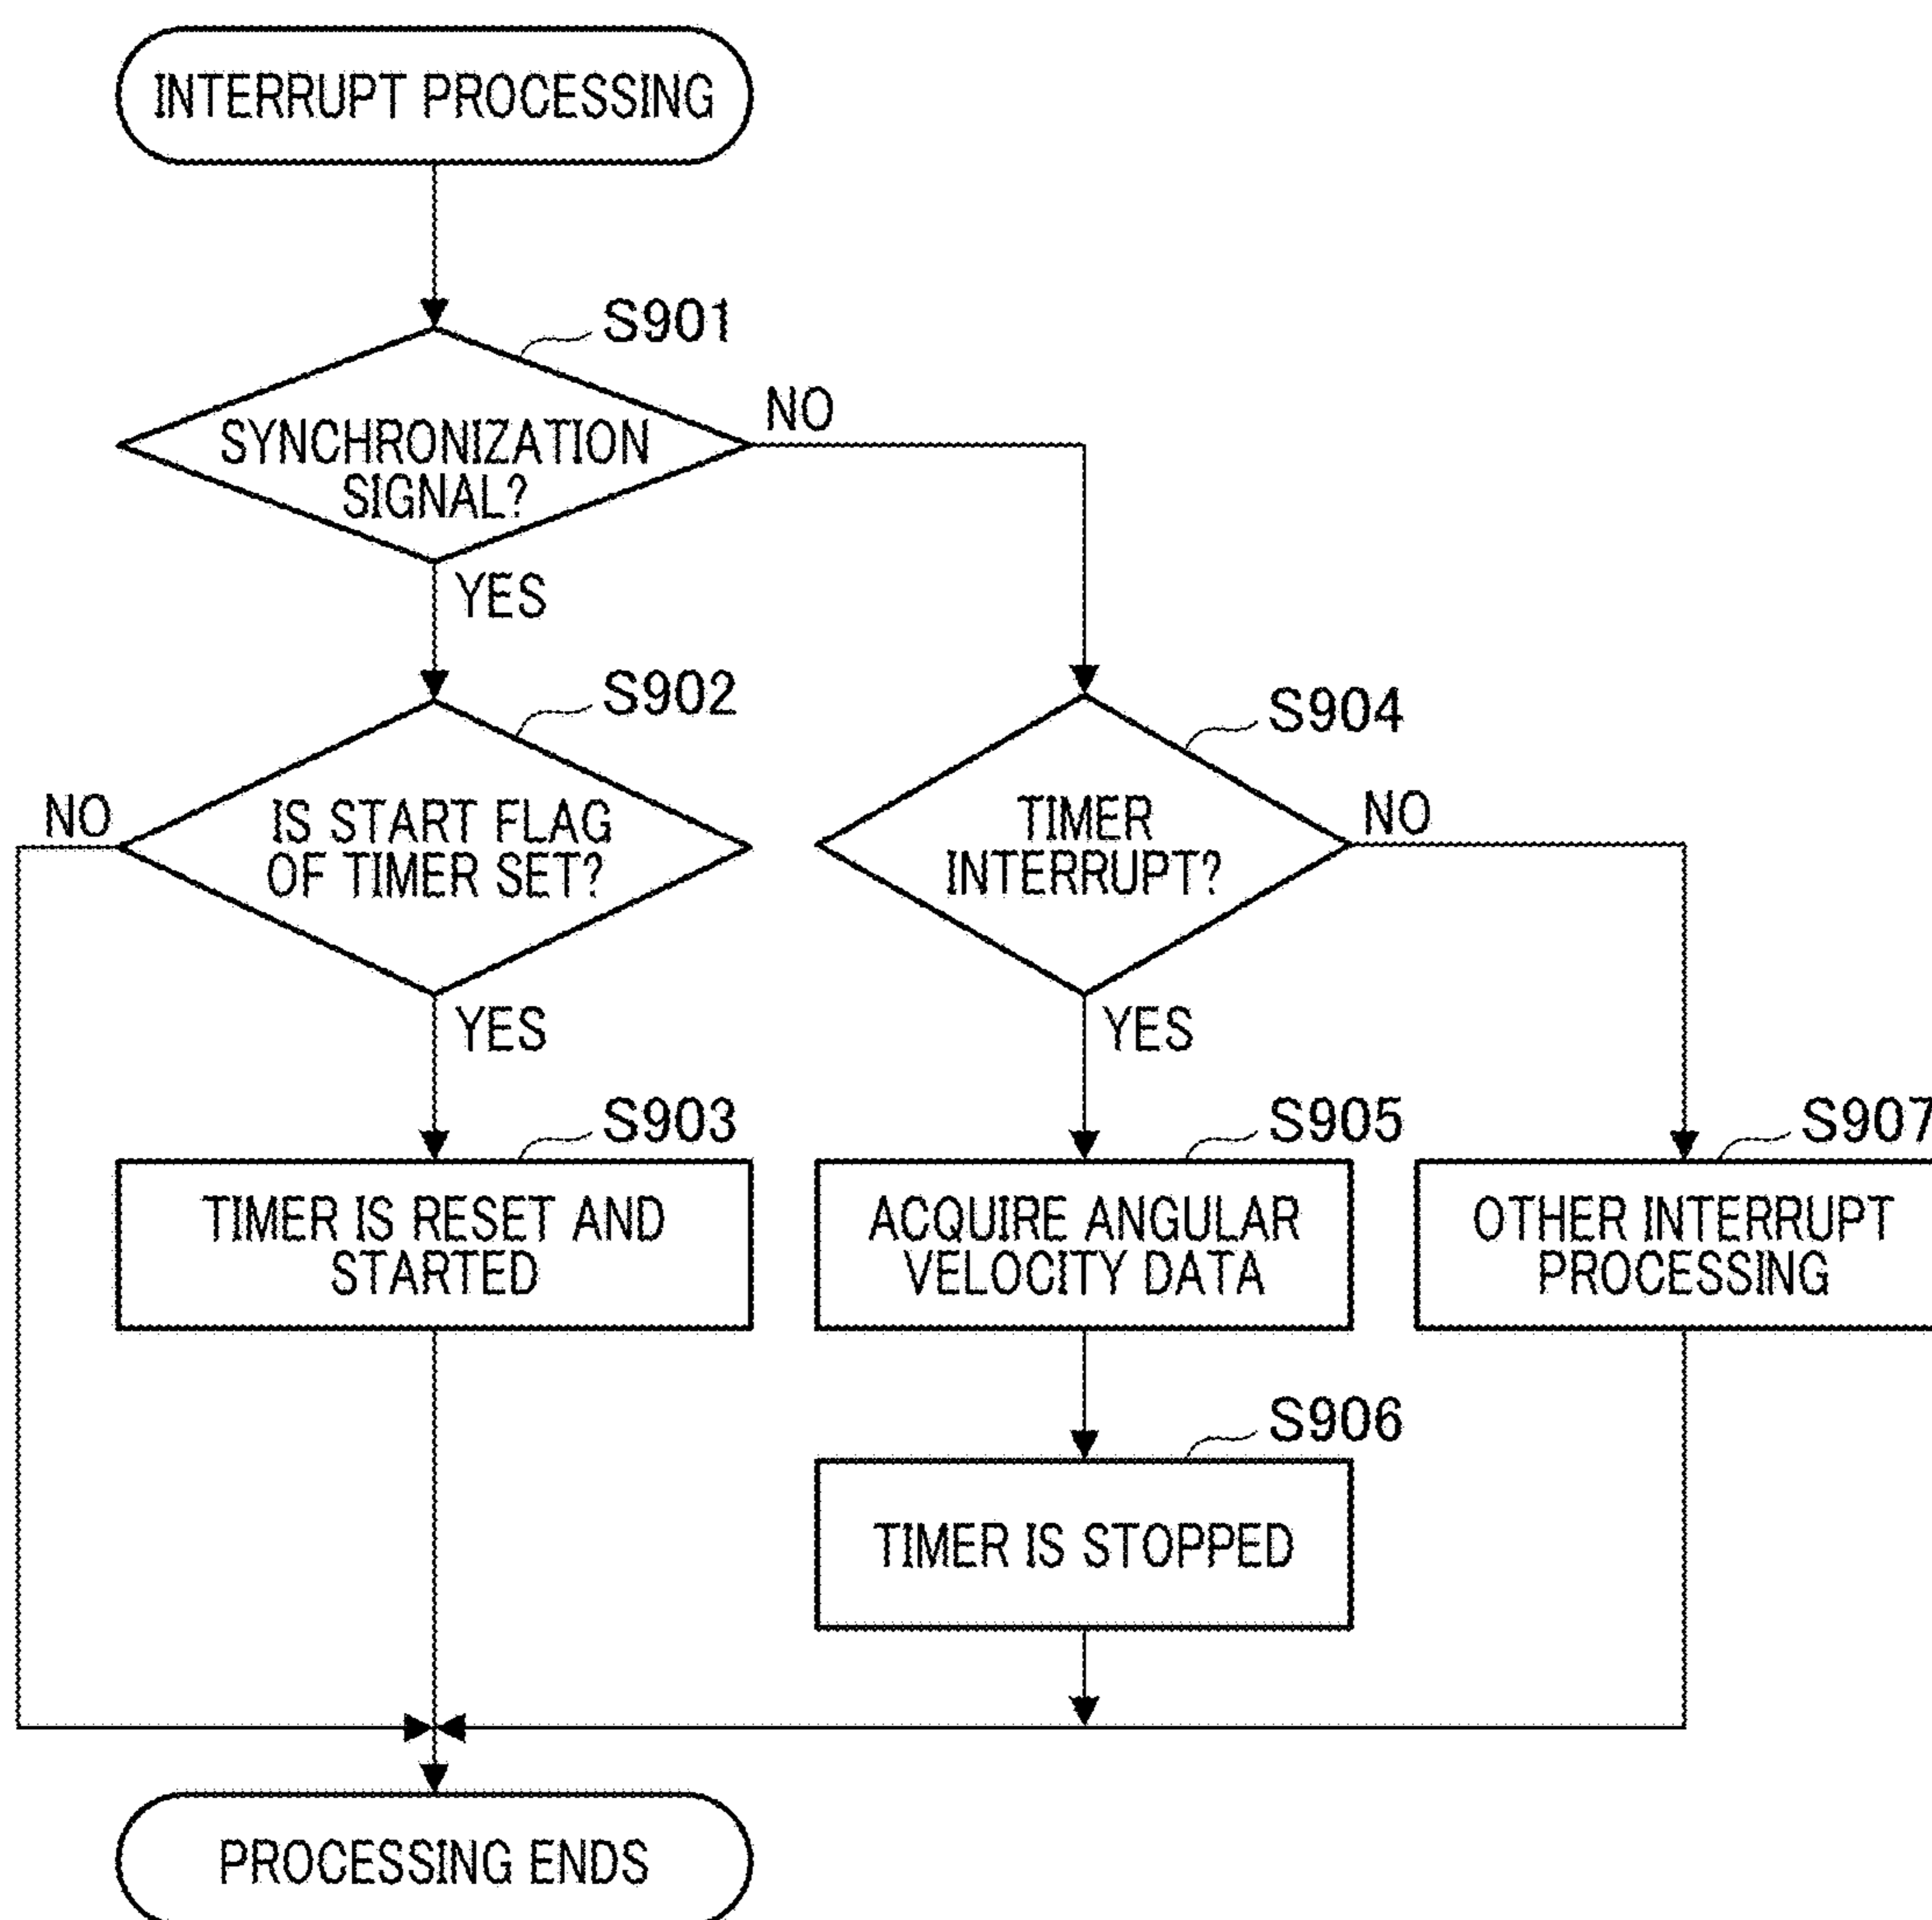 INTERRUPT PROCESSING
S901
NO
SYNCHRONIZATION
SIGNAL?
YES
S902
NO
IS START FLAG
OF TIMER SET?
YES
S904
TIMER
INTERRUPT?
NO
YES
S903
TIMER IS RESET AND
STARTED
S905
ACQUIRE ANGULAR
VELOCITY DATA
S907
OTHER INTERRUPT
PROCESSING
S906
TIMER IS STOPPED
PROCESSING ENDS